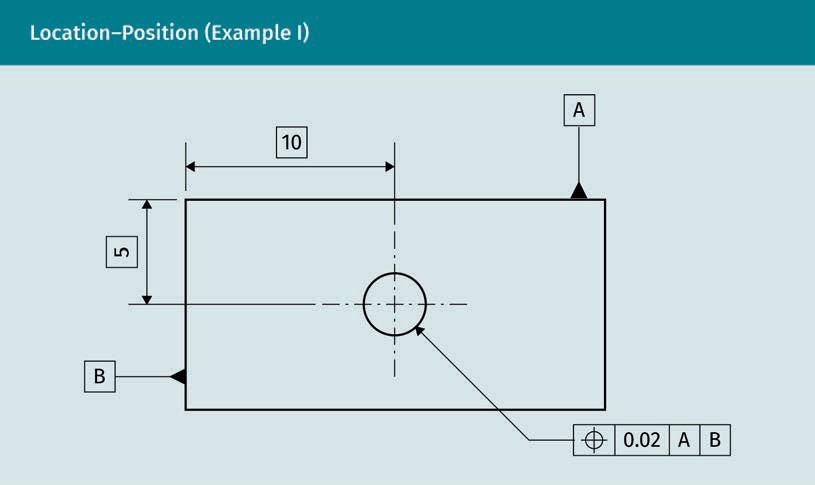 Location–Position (Example I)
A
10
5
B
⌖ 0.02 A B